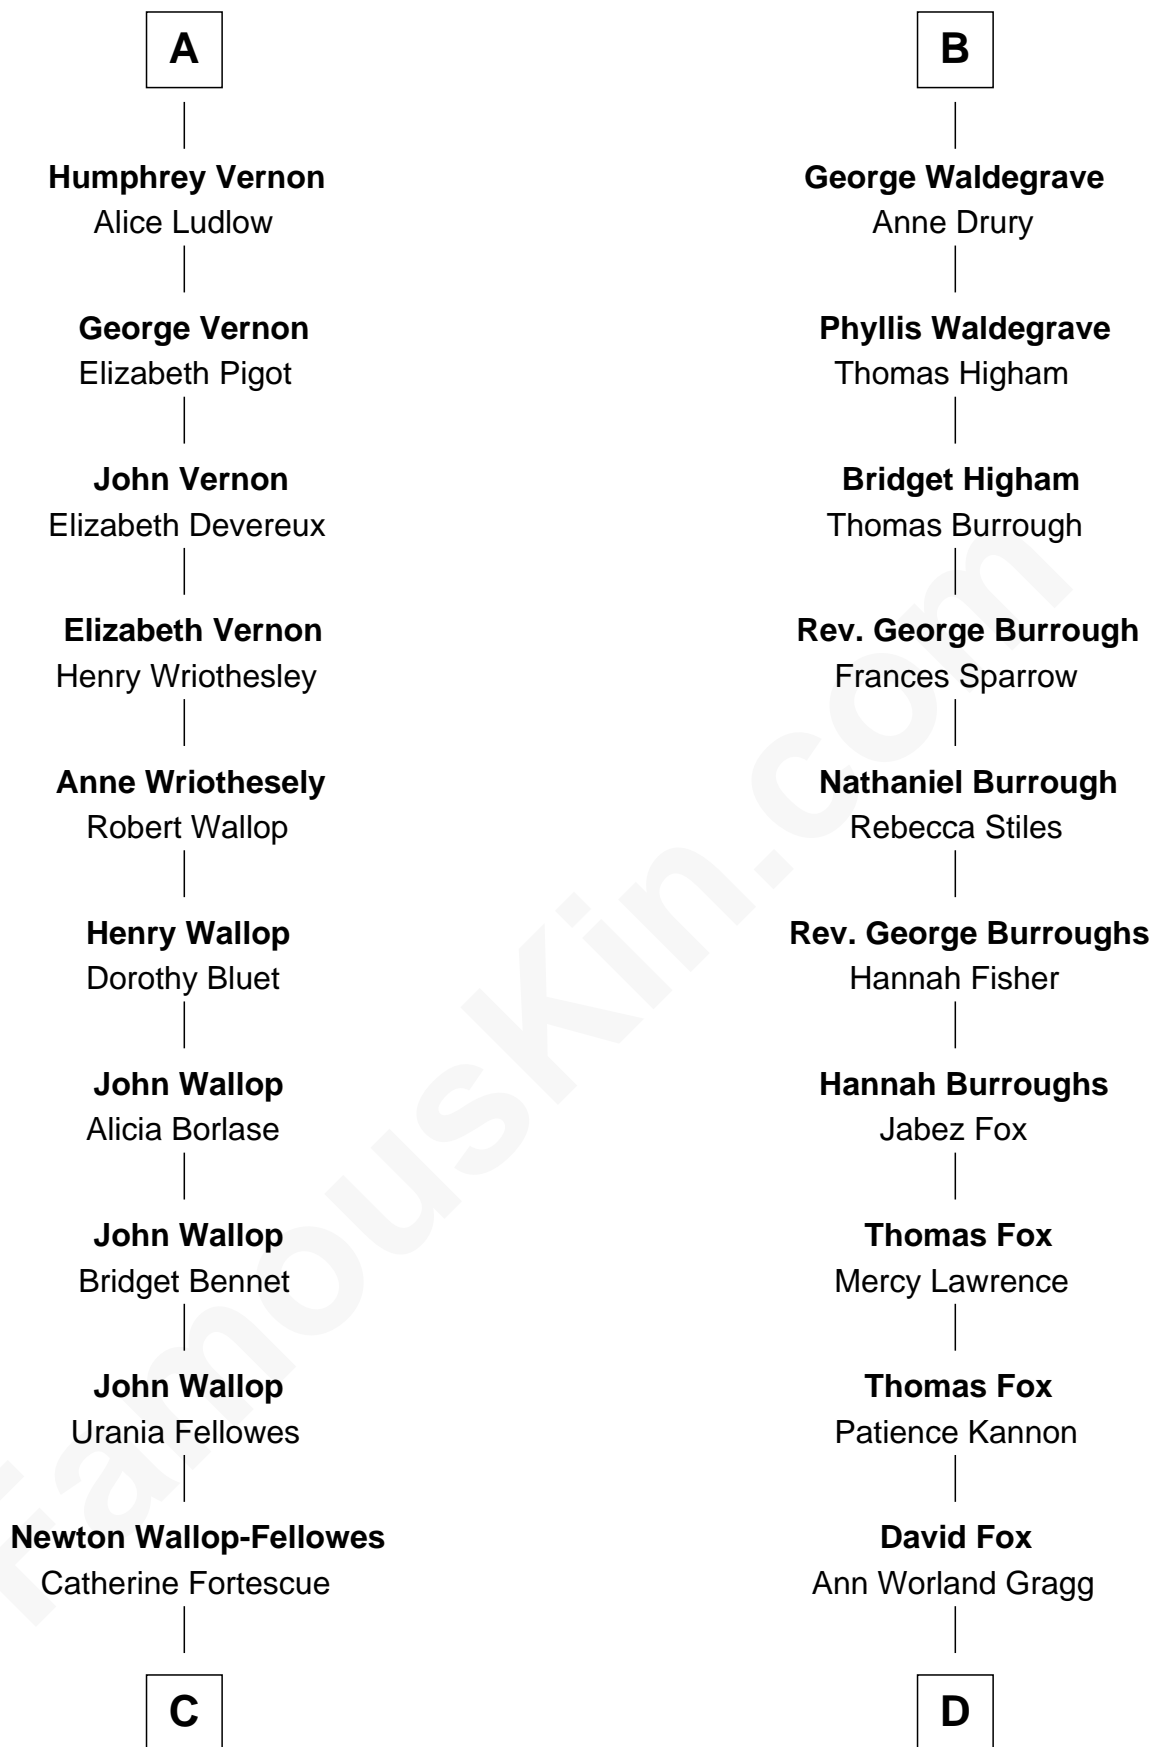 A
Humphrey Vernon
Alice Ludlow
George Vernon
Elizabeth Pigot
John Vernon
Elizabeth Devereux
Elizabeth Vernon
Henry Wriothesley
Anne Wriothesely
Robert Wallop
Henry Wallop
Dorothy Bluet
John Wallop
Alicia Borlase
John Wallop
Bridget Bennet
John Wallop
Urania Fellowes
Newton Wallop-Fellowes
Catherine Fortescue
C
B
George Waldegrave
Anne Drury
Phyllis Waldegrave
Thomas Higham
Bridget Higham
Thomas Burrough
Rev. George Burrough
Frances Sparrow
Nathaniel Burrough
Rebecca Stiles
Rev. George Burroughs
Hannah Fisher
Hannah Burroughs
Jabez Fox
Thomas Fox
Mercy Lawrence
Thomas Fox
Patience Kannon
David Fox
Ann Worland Gragg
D
FamousKin.com